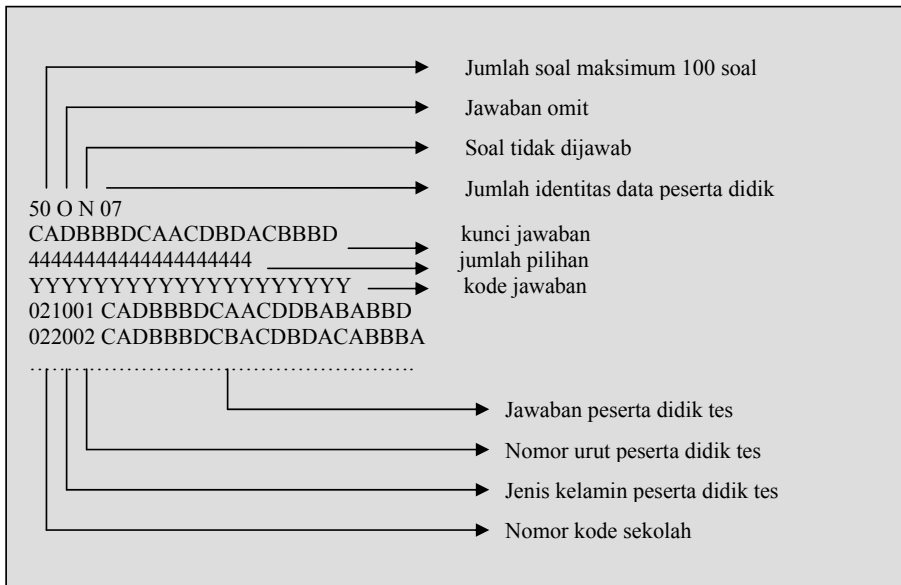 Jumlah soal maksimum 100 soal
Jawaban omit
Soal tidak dijawab
Jumlah identitas data peserta didik
50 O N 07
CADBBBDCAACDBDACBBBD
kunci jawaban
44444444444444444444
jumlah pilihan
YYYYYYYYYYYYYYYYYYYY
kode jawaban
021001 CADBBBDCAACDDBABABBD
022002 CADBBBDCBACDBDACABBBA
Jawaban peserta didik tes
Nomor urut peserta didik tes
Jenis kelamin peserta didik tes
Nomor kode sekolah